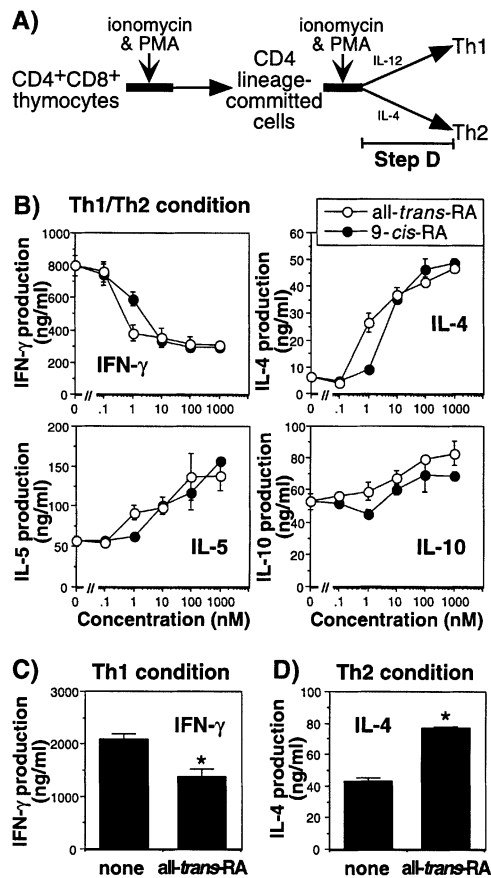 A)
ionomycin
& PMA
ionomycin
& PMA
CD4+CD8+
thymocytes
CD4
lineage-
committed
cells
IL-12
IL-4
Th1
Th2
Step D
B)
Th1/Th2 condition
all-trans-RA
9-cis-RA
IFN-γ production
(ng/ml)
1000
800
600
400
200
0
IFN-γ
0 // .1 1 10 100 1000
IL-4 production
(ng/ml)
60
50
40
30
20
10
0
IL-4
0 // .1 1 10 100 1000
IL-5 production
(ng/ml)
150
100
50
0
IL-5
0 // .1 1 10 100 1000
Concentration (nM)
IL-10 production
(ng/ml)
100
80
60
40
20
0
IL-10
0 // .1 1 10 100 1000
Concentration (nM)
C)
Th1 condition
IFN-γ production
(ng/ml)
3000
2000
1000
0
IFN-γ
*
none all-trans-RA
D)
Th2 condition
IL-4 production
(ng/ml)
100
80
60
40
20
0
IL-4
*
none all-trans-RA